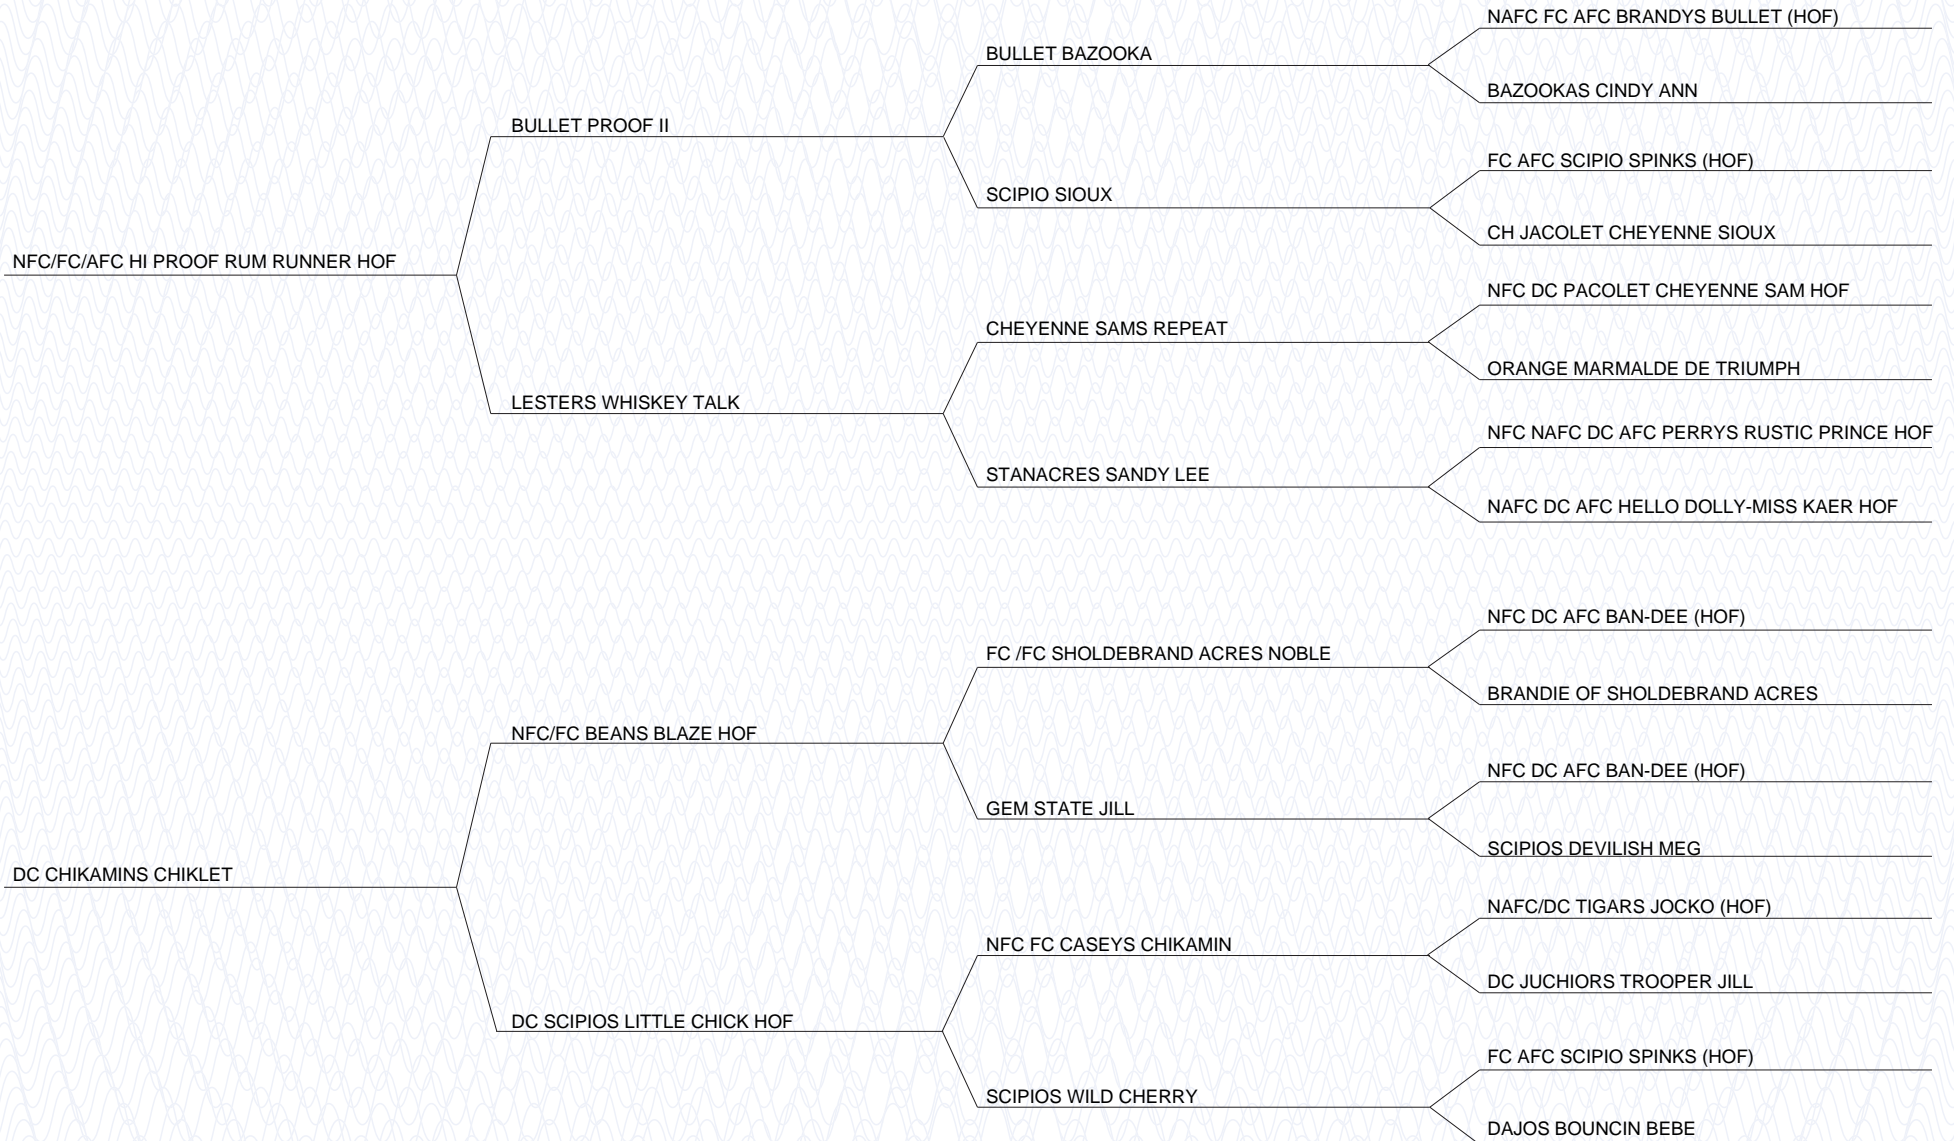 NAFC FC AFC BRANDYS BULLET (HOF)
BULLET BAZOOKA
BAZOOKAS CINDY ANN
BULLET PROOF II
FC AFC SCIPIO SPINKS (HOF)
SCIPIO SIOUX
CH JACOLET CHEYENNE SIOUX
NFC/FC/AFC HI PROOF RUM RUNNER HOF
NFC DC PACOLET CHEYENNE SAM HOF
CHEYENNE SAMS REPEAT
ORANGE MARMALDE DE TRIUMPH
LESTERS WHISKEY TALK
NFC NAFC DC AFC PERRYS RUSTIC PRINCE HOF
STANACRES SANDY LEE
NAFC DC AFC HELLO DOLLY-MISS KAER HOF
NFC DC AFC BAN-DEE (HOF)
FC /FC SHOLDEBRAND ACRES NOBLE
BRANDIE OF SHOLDEBRAND ACRES
NFC/FC BEANS BLAZE HOF
NFC DC AFC BAN-DEE (HOF)
GEM STATE JILL
SCIPIOS DEVILISH MEG
DC CHIKAMINS CHIKLET
NAFC/DC TIGARS JOCKO (HOF)
NFC FC CASEYS CHIKAMIN
DC JUCHIORS TROOPER JILL
DC SCIPIOS LITTLE CHICK HOF
FC AFC SCIPIO SPINKS (HOF)
SCIPIOS WILD CHERRY
DAJOS BOUNCIN BEBE